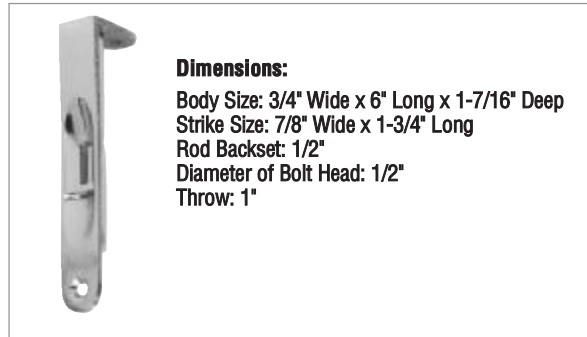 Dimensions:
Body Size: 3/4" Wide x 6" Long x 1-7/16" Deep
Strike Size: 7/8" Wide x 1-3/4" Long
Rod Backset: 1/2"
Diameter of Bolt Head: 1/2"
Throw: 1"